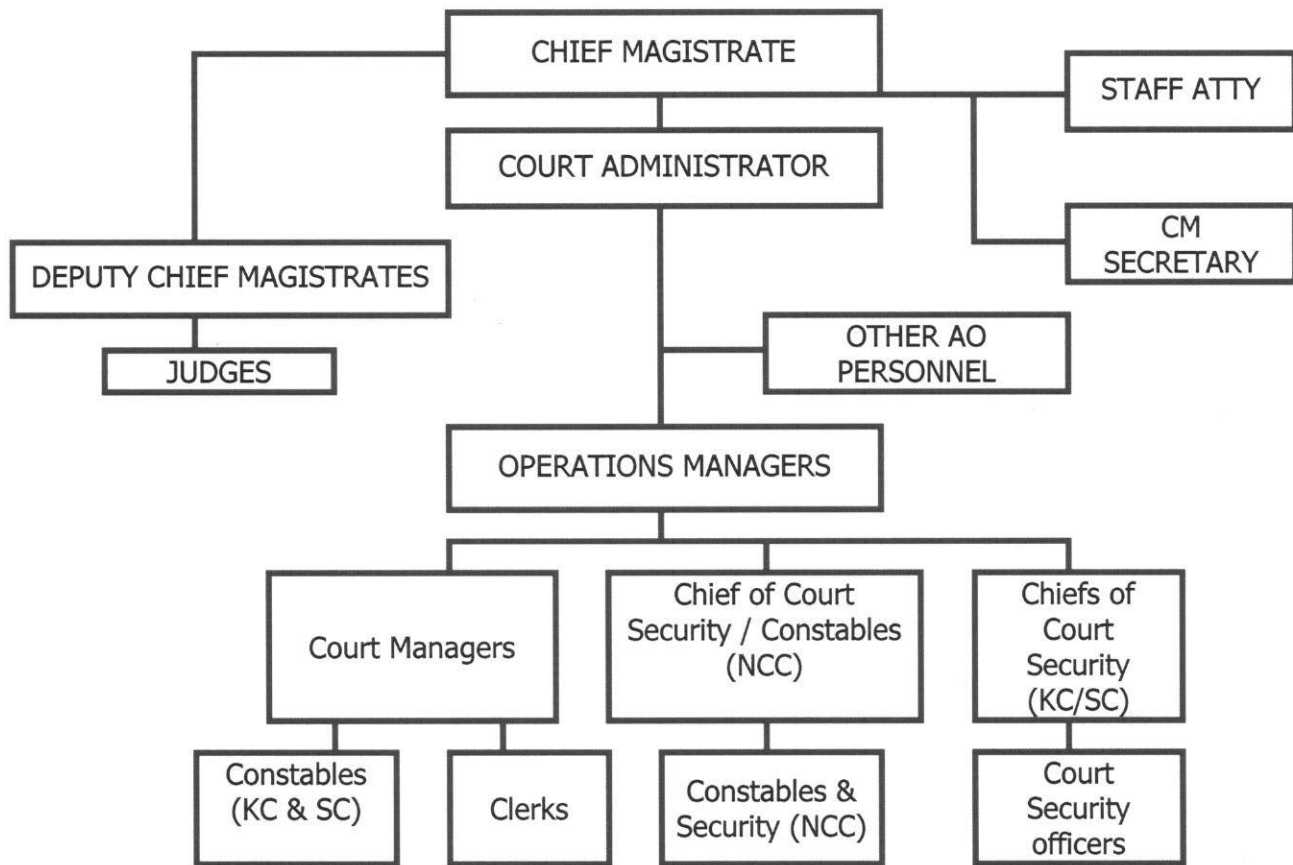 CHIEF MAGISTRATE
STAFF ATTY
COURT ADMINISTRATOR
CM
SECRETARY
DEPUTY CHIEF MAGISTRATES
JUDGES
OTHER AO
PERSONNEL
OPERATIONS MANAGERS
Court Managers
Chief of Court
Security / Constables
(NCC)
Chiefs of
Court
Security
(KC/SC)
Constables
(KC & SC)
Clerks
Constables &
Security (NCC)
Court
Security
officers